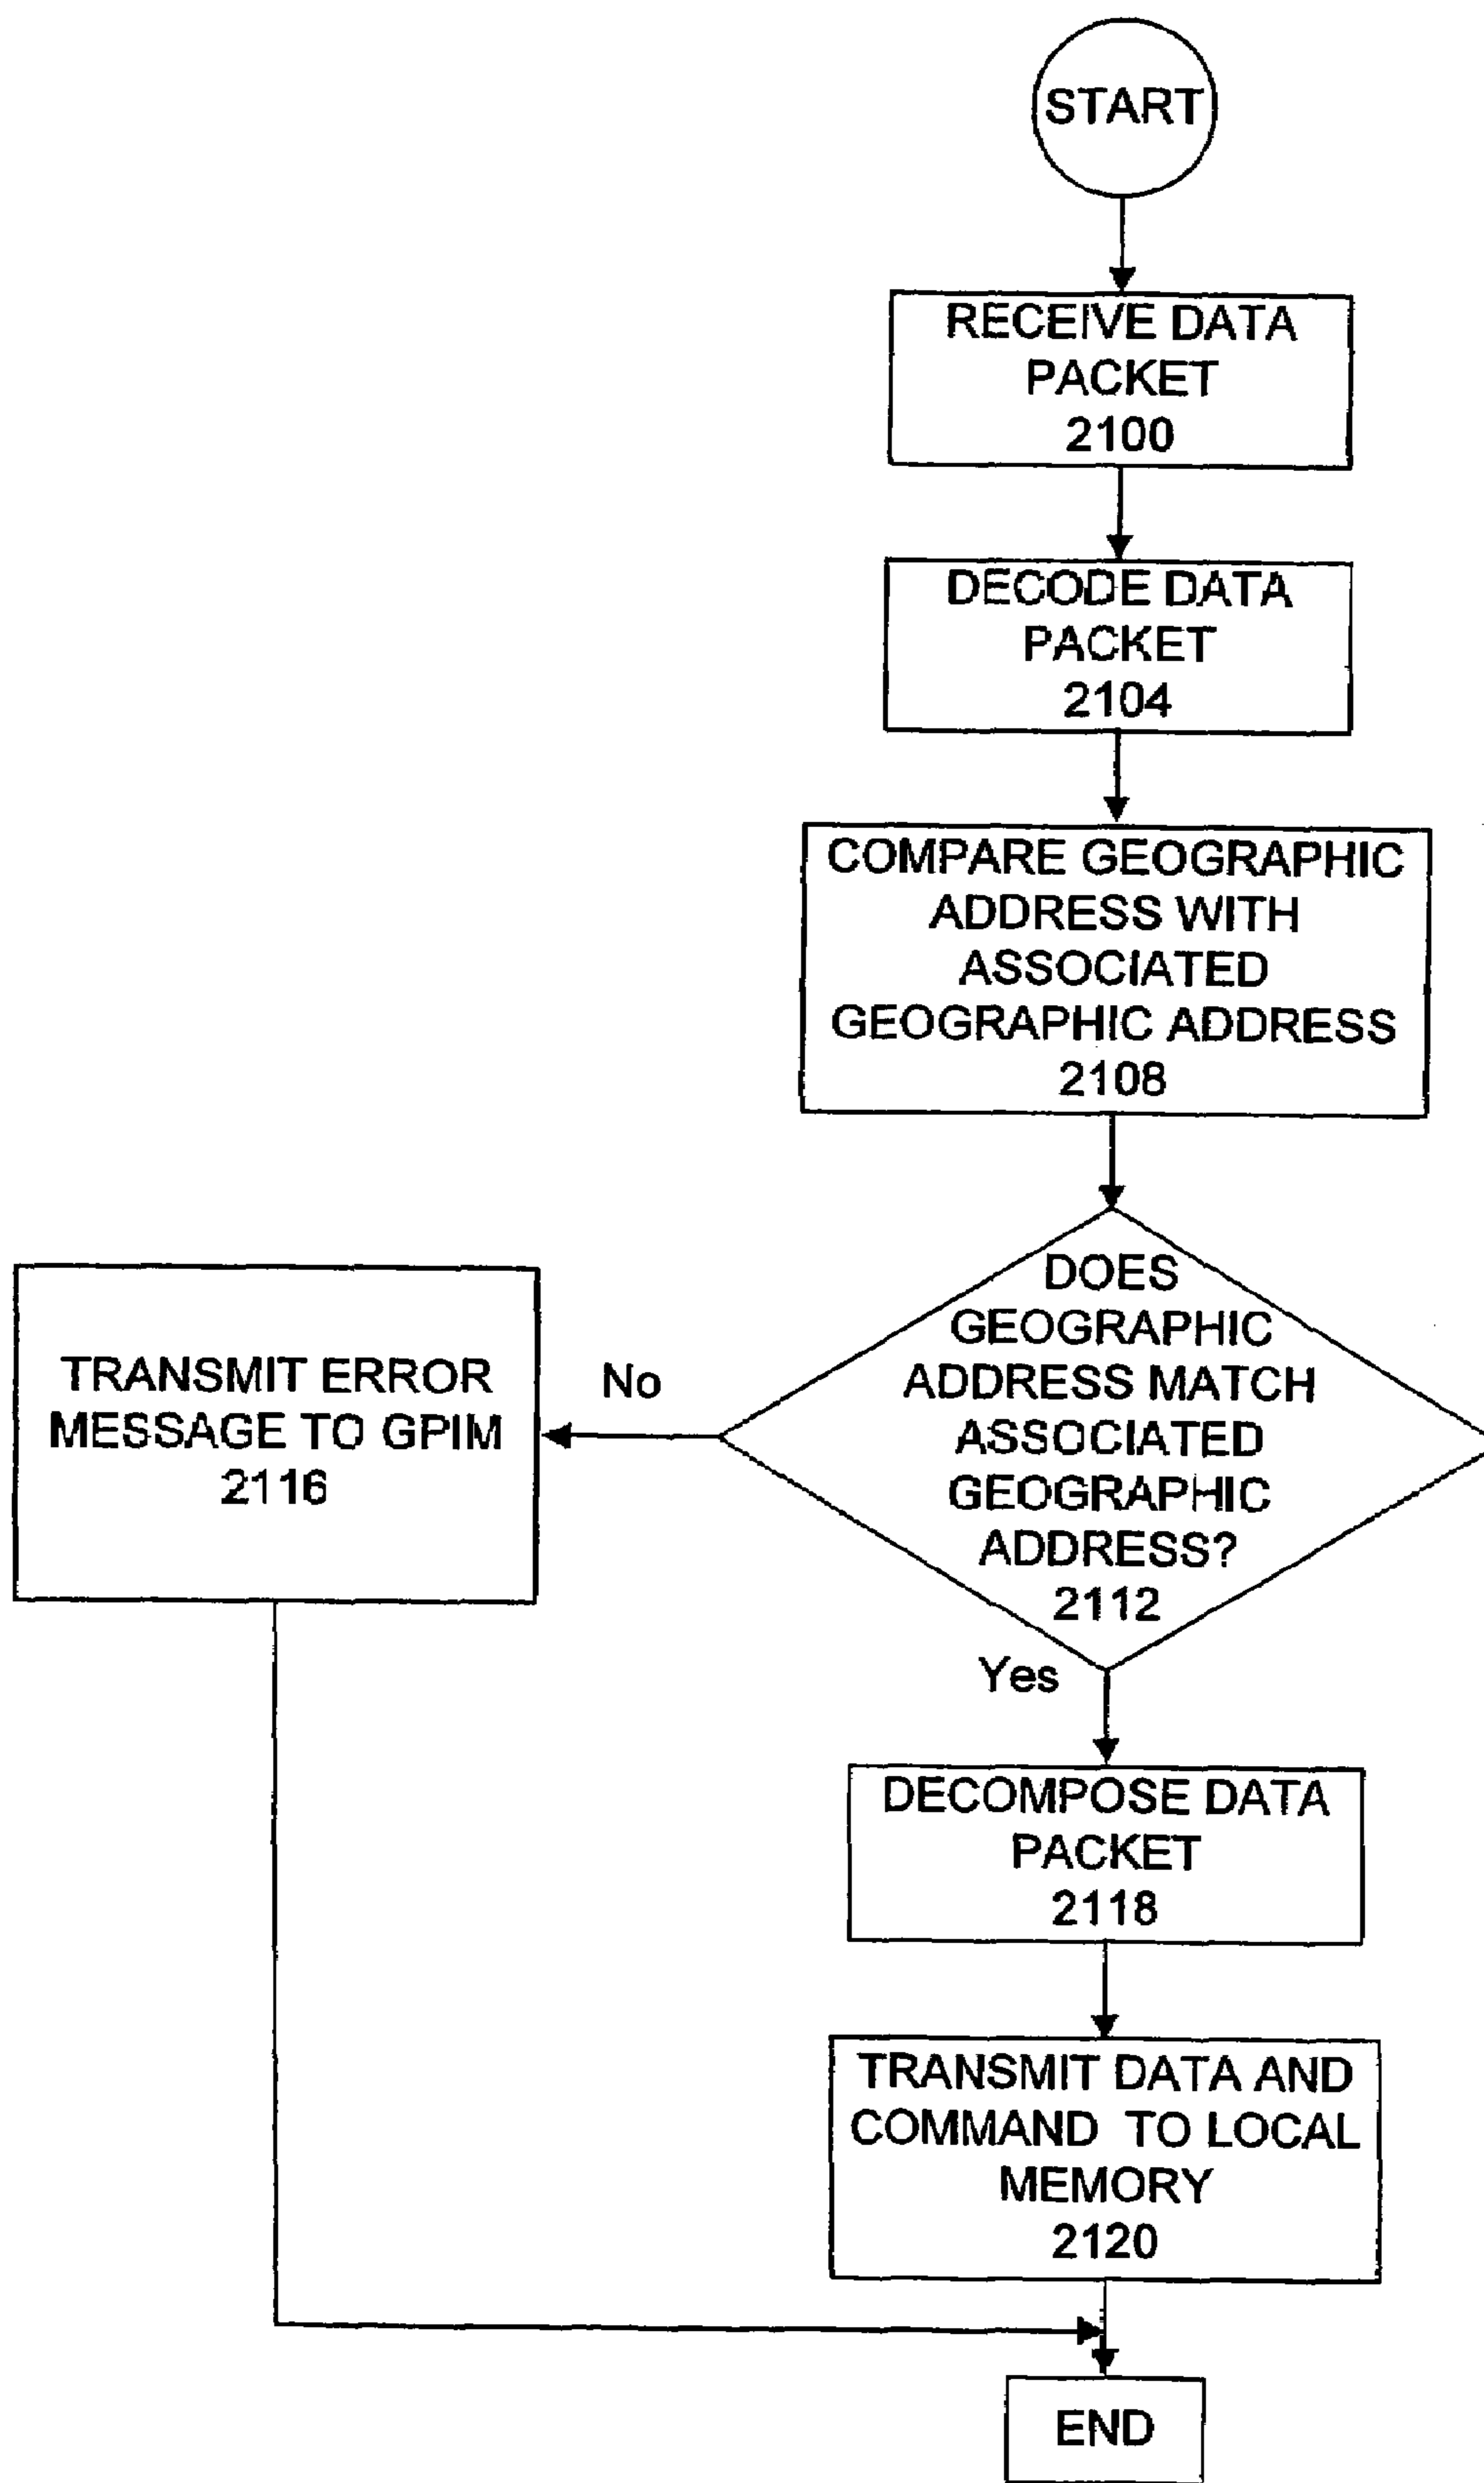 START
RECEIVE DATA
PACKET
2100
DECODE DATA
PACKET
2104
COMPARE GEOGRAPHIC
ADDRESS WITH
ASSOCIATED
GEOGRAPHIC ADDRESS
2108
DOES
GEOGRAPHIC
ADDRESS MATCH
ASSOCIATED
GEOGRAPHIC
ADDRESS?
2112
No
TRANSMIT ERROR
MESSAGE TO GPIM
2116
Yes
DECOMPOSE DATA
PACKET
2118
TRANSMIT DATA AND
COMMAND TO LOCAL
MEMORY
2120
END